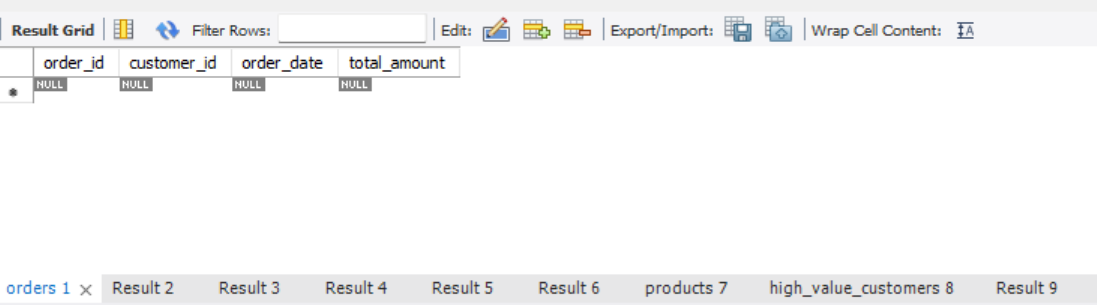 Result Grid Filter Rows: Edit: Export/Import: Wrap Cell Content: IA
order_id customer_id order_date total_amount
* NULL NULL NULL NULL
orders 1 × Result 2 Result 3 Result 4 Result 5 Result 6 products 7 high_value_customers 8 Result 9